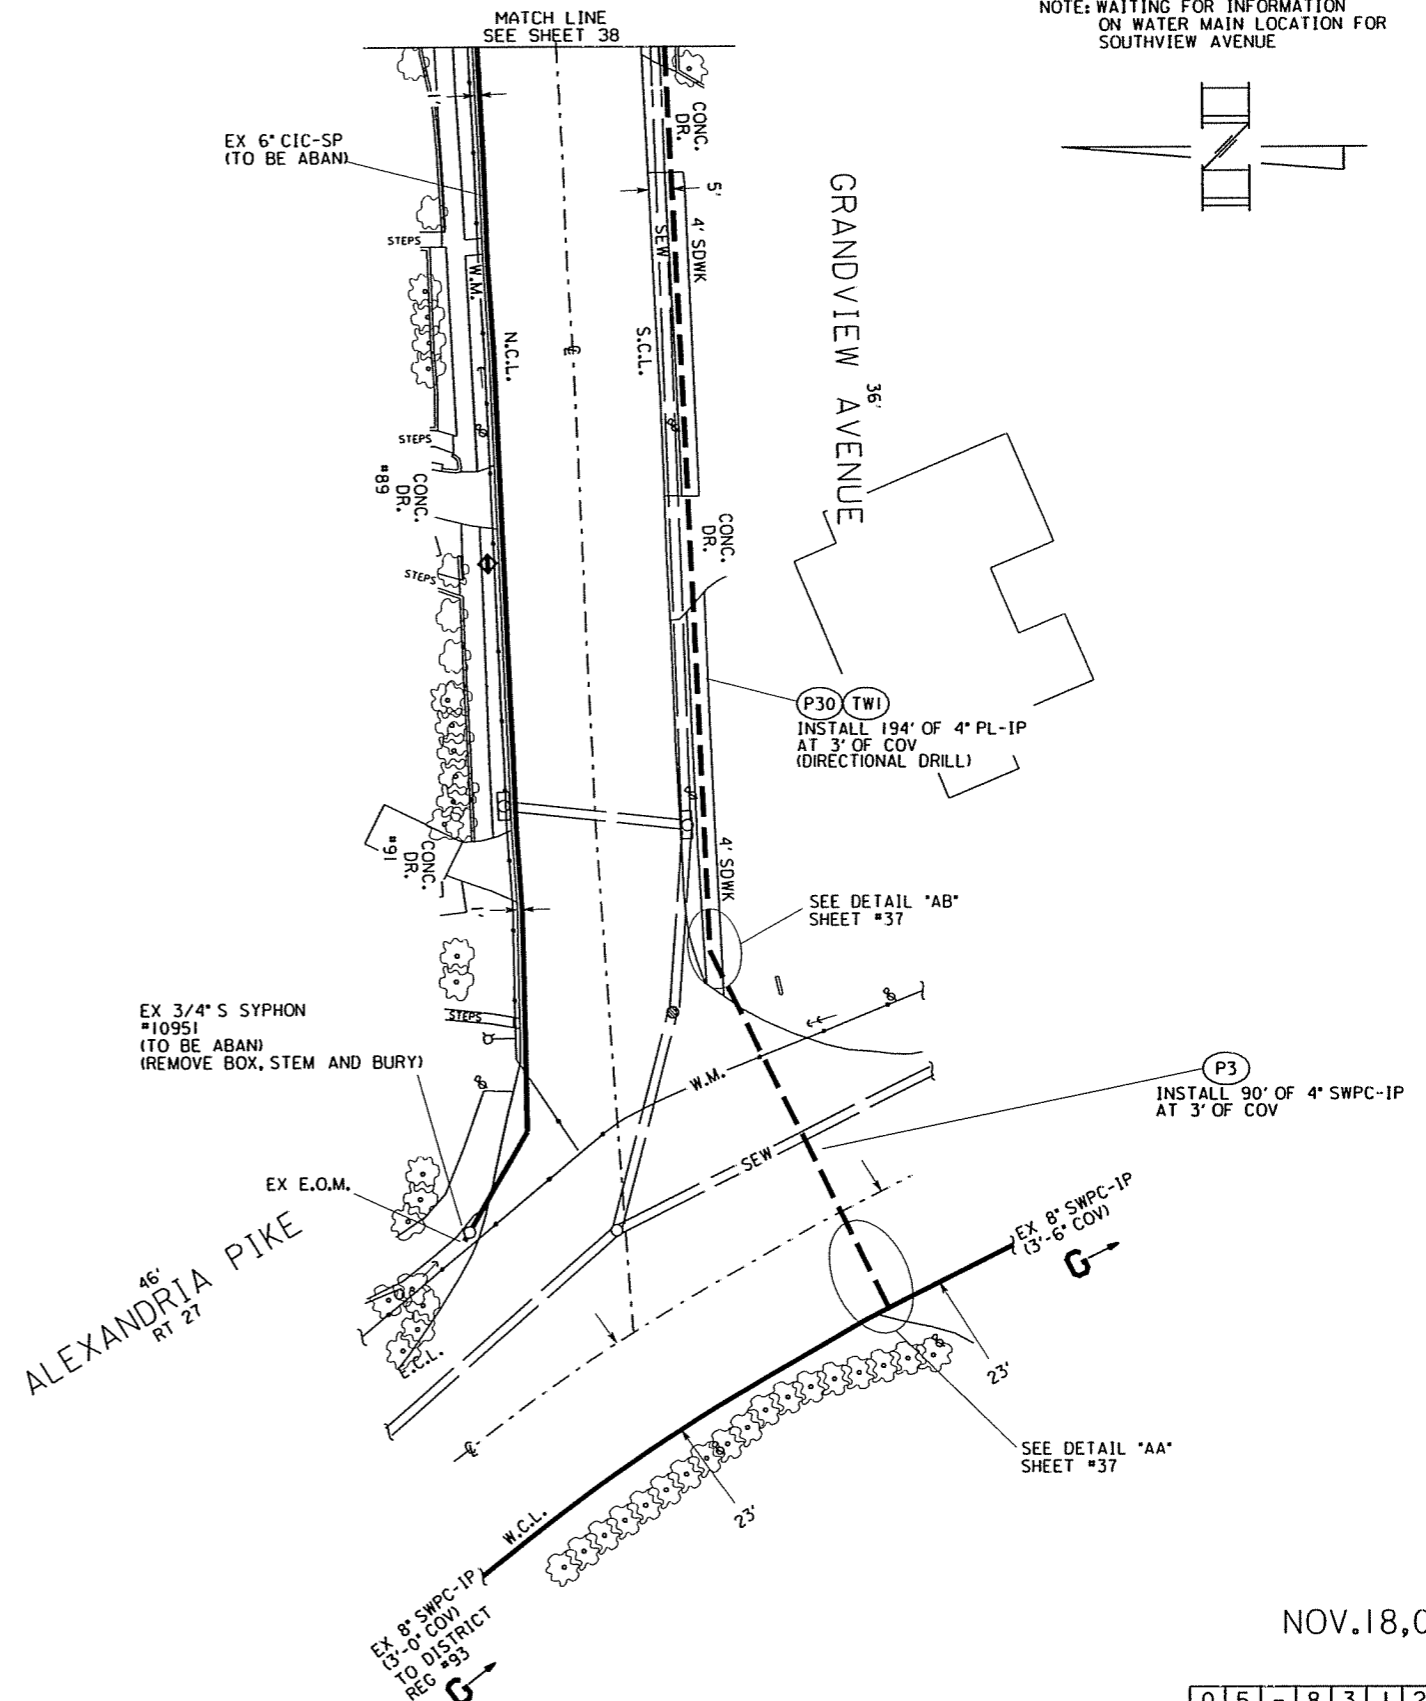 MATCH LINE
SEE SHEET 38
NOTE: WAITING FOR INFORMATION
ON WATER MAIN LOCATION FOR
SOUTHVIEW AVENUE
N
1'
EX 6" CIC-SP
(TO BE ABAN)
CONC.
DR.
5'
4' SDWK
SEW
STEPS
W.M.
N.C.L.
S.C.L.
℄
GRANDVIEW AVENUE
36'
STEPS
CONC.
DR.
#89
CONC.
DR.
STEPS
P30 TW1
INSTALL 194' OF 4" PL-IP
AT 3' OF COV
(DIRECTIONAL DRILL)
CONC.
DR.
#91
4' SDWK
1'
SEE DETAIL "AB"
SHEET #37
EX 3/4" S SYPHON
#10951
(TO BE ABAN)
(REMOVE BOX, STEM AND BURY)
STEPS
W.M.
P3
INSTALL 90' OF 4" SWPC-IP
AT 3' OF COV
SEW
EX E.O.M.
EX 8" SWPC-IP
(3'-6" COV)
G
46'
ALEXANDRIA PIKE
RT 27
E.C.L.
℄
23'
SEE DETAIL "AA"
SHEET #37
23'
W.C.L.
EX 8" SWPC-IP
(3'-0" COV)
TO DISTRICT
REG #93
G
NOV.18,0
05-8312